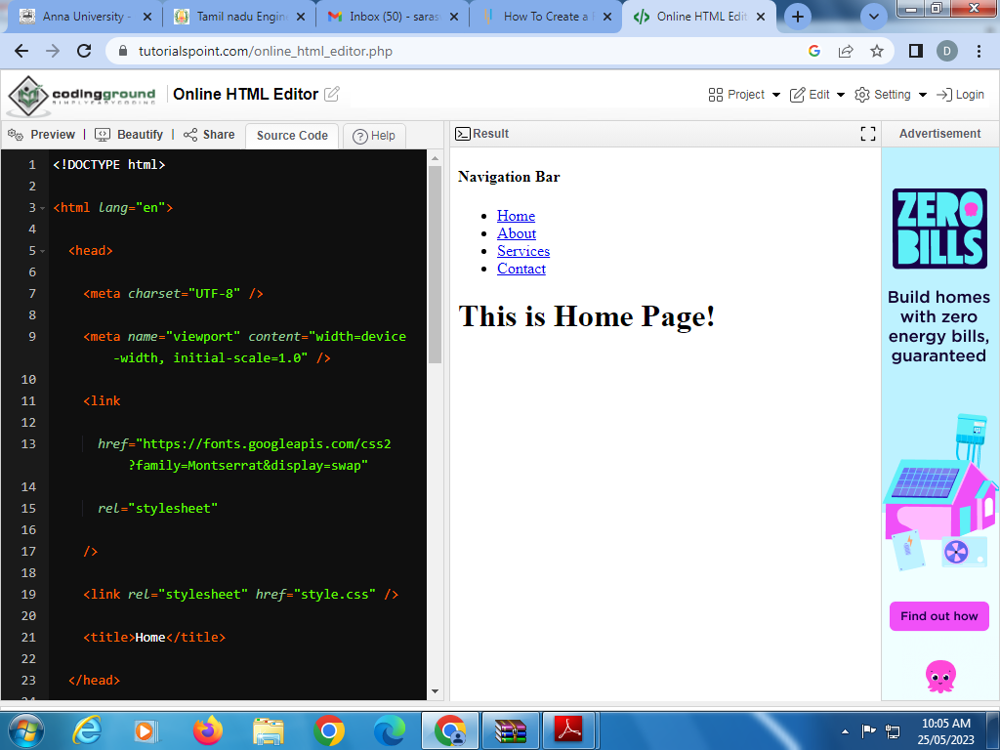 Anna University -
Tamil nadu Engin
Inbox (50) - saras
How To Create a
Online HTML Edit
tutorialspoint.com/online_html_editor.php
D
codingground
SIMPLYEASYCODING
Online HTML Editor
Project
Edit
Setting
Login
Preview
Beautify
Share
Source Code
Help
Result
Advertisement
1 <!DOCTYPE html>
2
3 <html lang="en">
4
5 <head>
6
7 <meta charset="UTF-8" />
8
9 <meta name="viewport" content="width=device
-width, initial-scale=1.0" />
10
11 <link
12
13 href="https://fonts.googleapis.com/css2
?family=Montserrat&display=swap"
14
15 rel="stylesheet"
16
17 />
18
19 <link rel="stylesheet" href="style.css" />
20
21 <title>Home</title>
22
23 </head>
24
Navigation Bar
Home
About
Services
Contact
This is Home Page!
ZERO
BILLS
Build homes
with zero
energy bills,
guaranteed
Find out how
10:05 AM
25/05/2023